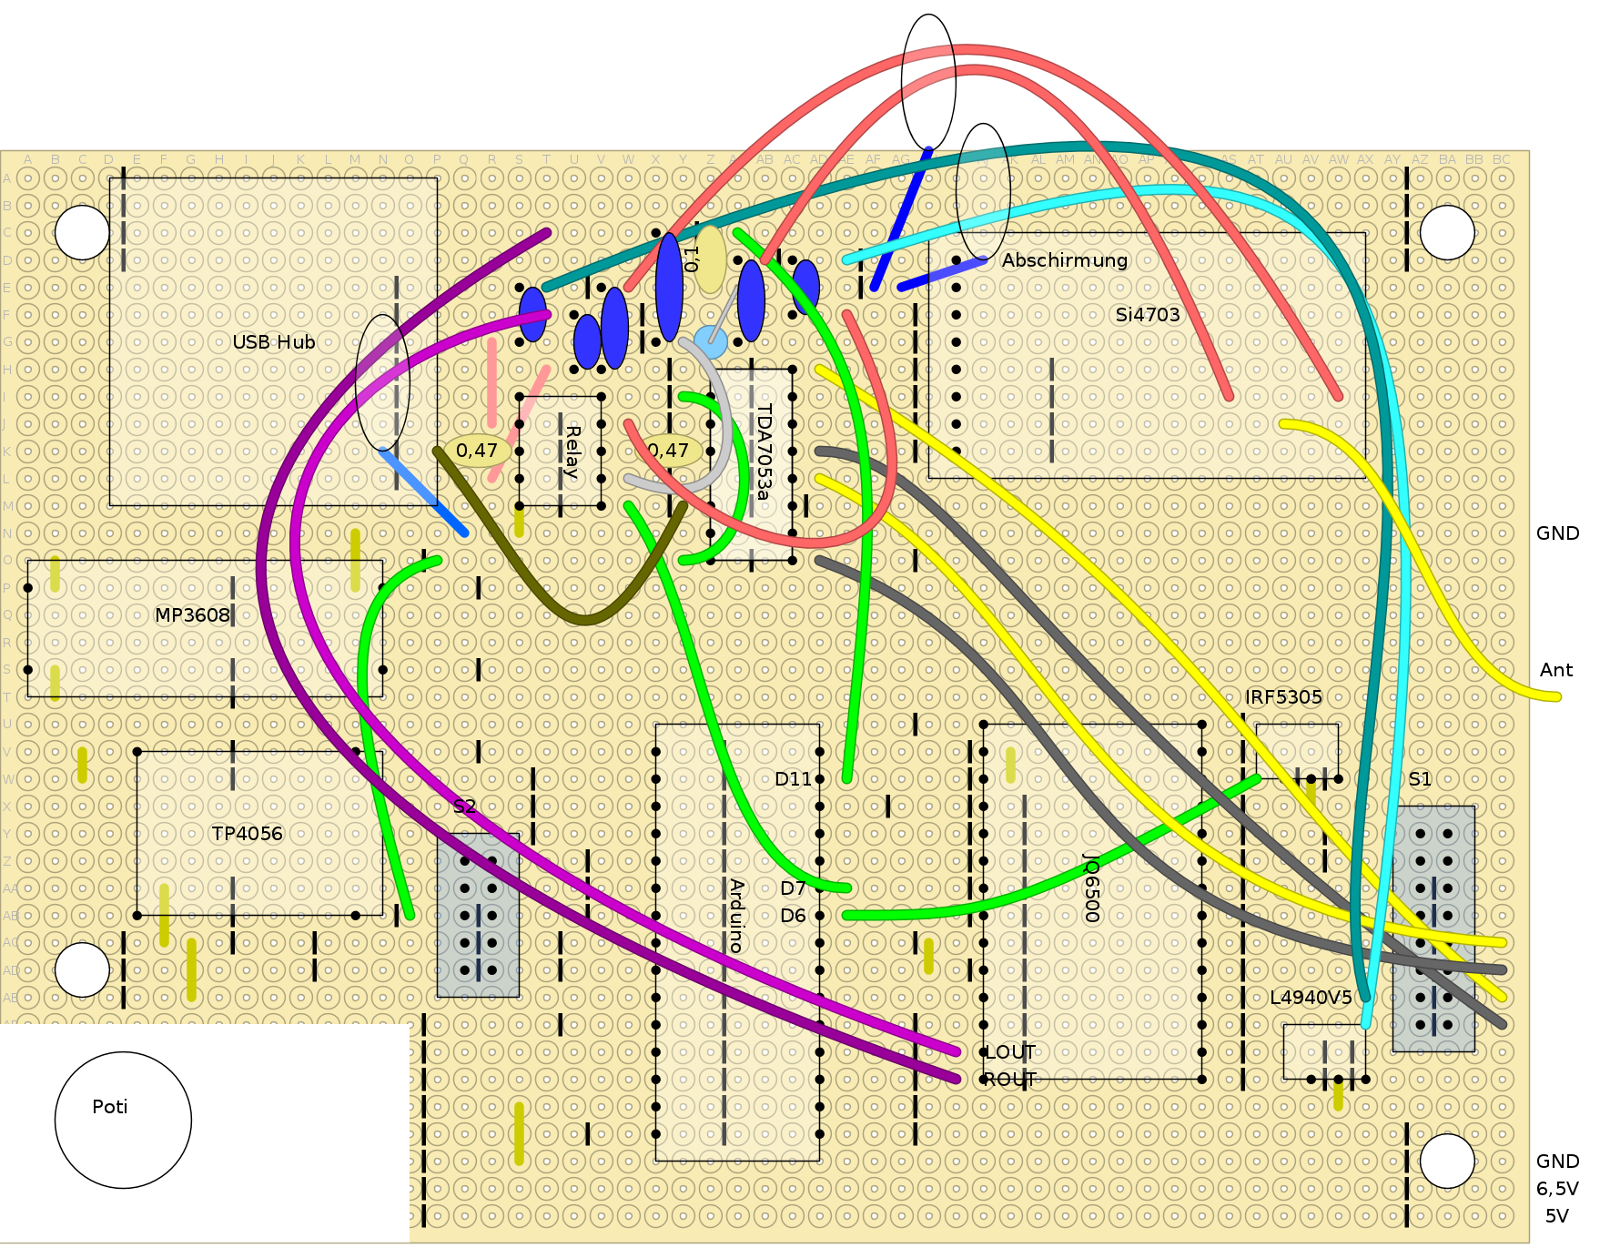 A B C D E F G H I J K L M N O P Q R S T U V W X Y Z AB AC AD AE AF AG AK AL AM AN AO AP AS AT AU AV AW AX AY AZ BA BB BC
A
B
C
D
E
F
G
H
I
J
K
L
M
N
O
P
Q
R
S
T
U
V
W
X
Y
Z
AA
AB
AC
AD
AE
0,1
Abschirmung
Si4703
USB Hub
TDA7053a
Relay
0,47
0,47
GND
MP3608
Ant
IRF5305
D11
S1
S2
TP4056
JQ6500
Arduino
D7
D6
L4940V5
LOUT
ROUT
Poti
GND
6,5V
5V